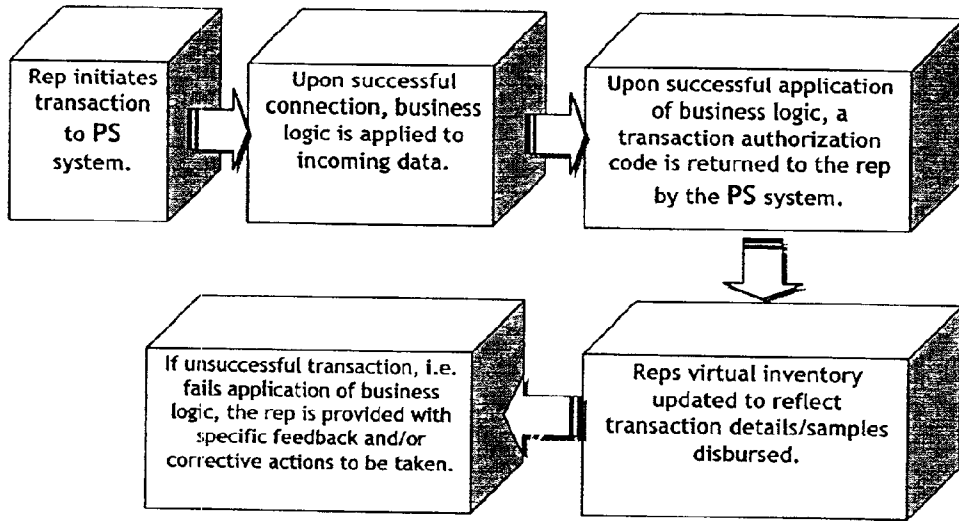 Rep initiates
transaction
to PS
system.
Upon successful
connection, business
logic is applied to
incoming data.
Upon successful application
of business logic, a
transaction authorization
code is returned to the rep
by the PS system.
Reps virtual inventory
updated to reflect
transaction details/samples
disbursed.
If unsuccessful transaction, i.e.
fails application of business
logic, the rep is provided with
specific feedback and/or
corrective actions to be taken.